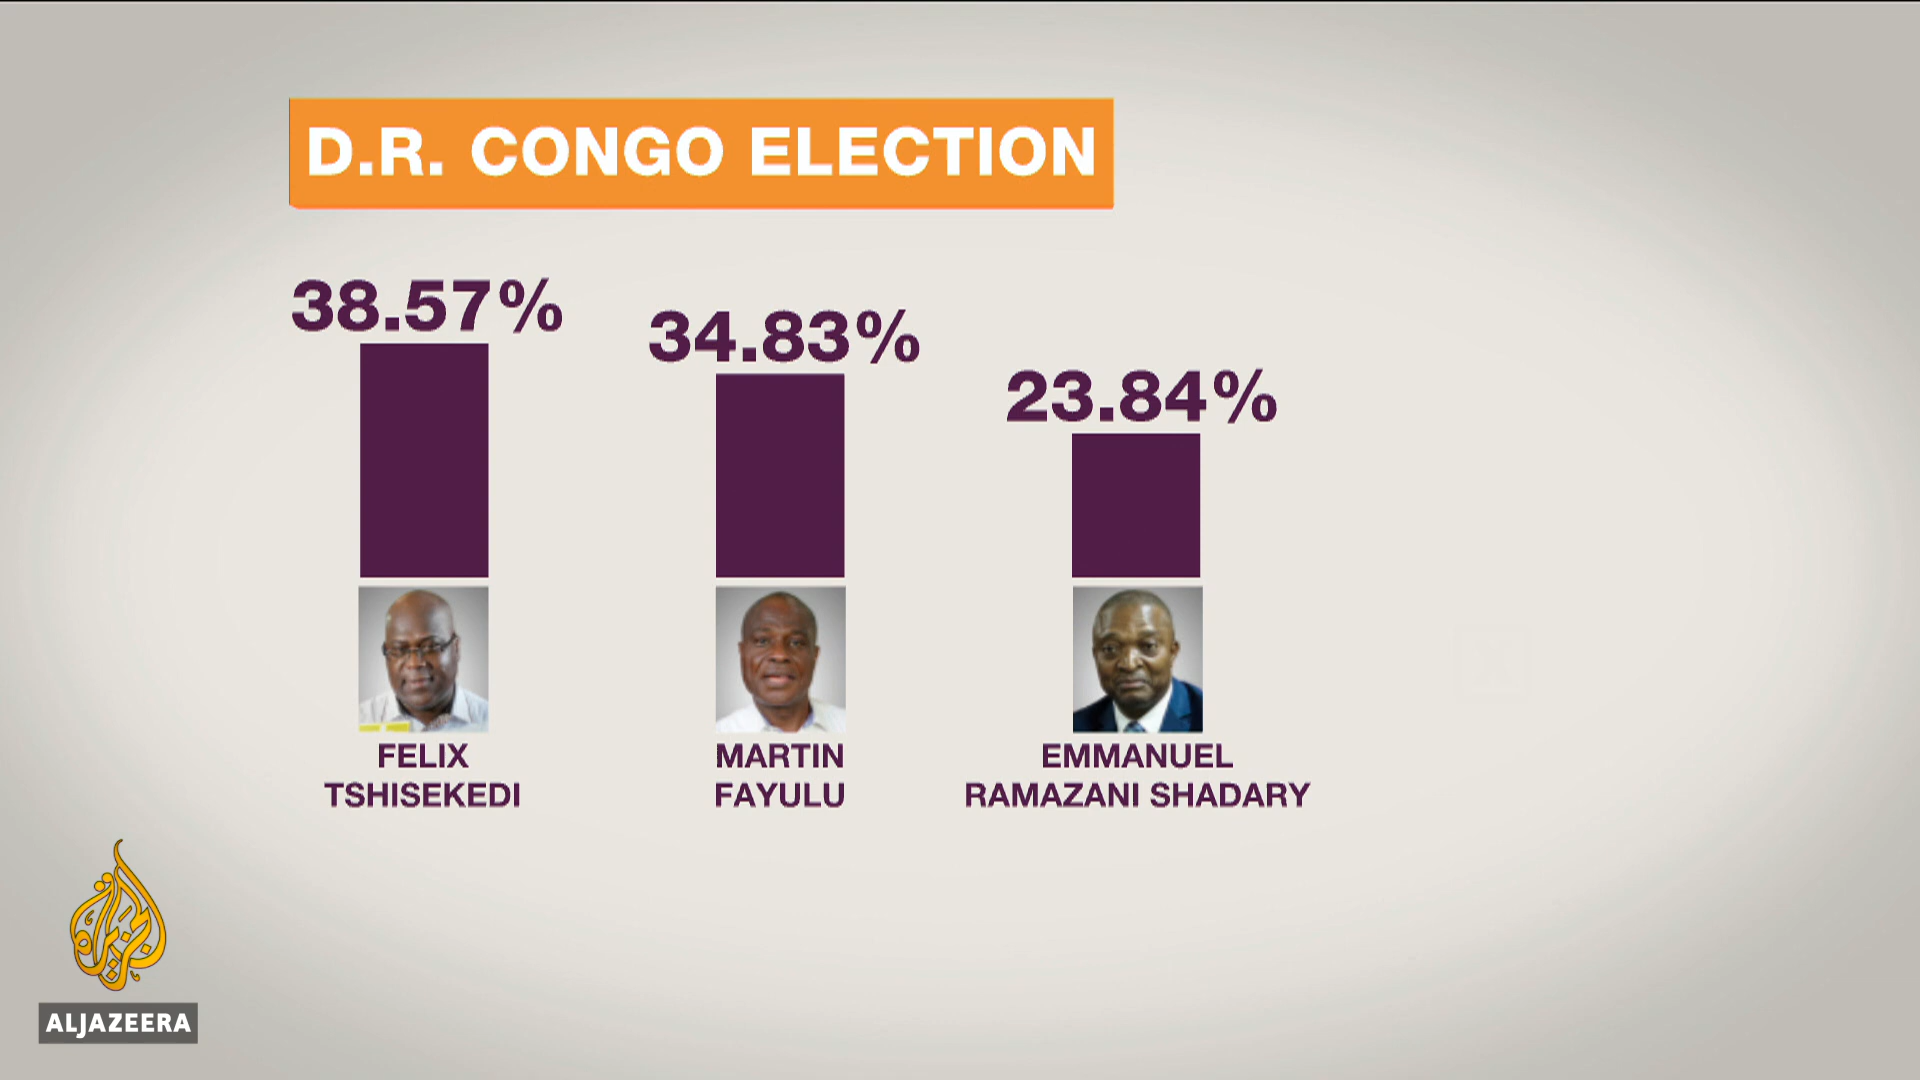 D.R. CONGO ELECTION
38.57%
34.83%
23.84%
FELIX
TSHISEKEDI
MARTIN
FAYULU
EMMANUEL
RAMAZANI SHADARY
الجزيرة
ALJAZEERA